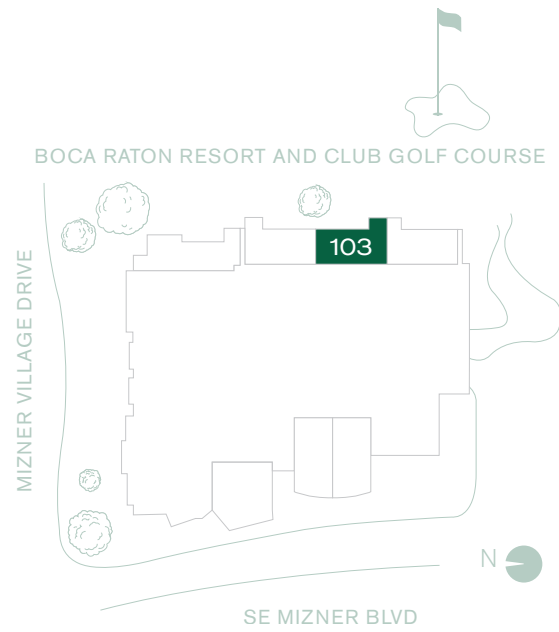 BOCA RATON RESORT AND CLUB GOLF COURSE
103
MIZNER VILLAGE DRIVE
N
SE MIZNER BLVD